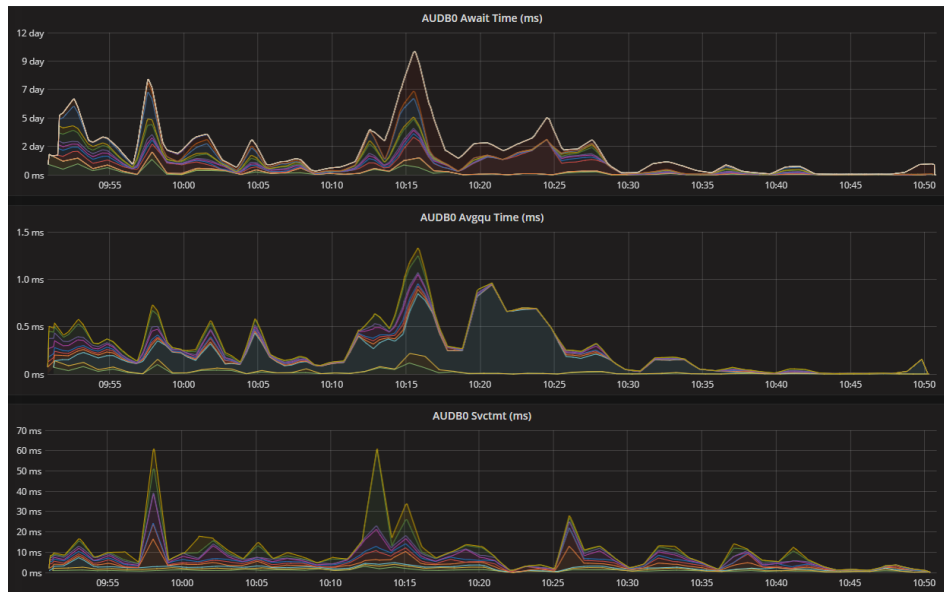 AUDB0 Await Time (ms)
12 day
9 day
7 day
5 day
2 day
0 ms
09:55 10:00 10:05 10:10 10:15 10:20 10:25 10:30 10:35 10:40 10:45 10:50
AUDB0 Avgqu Time (ms)
1.5 ms
1.0 ms
0.5 ms
0 ms
09:55 10:00 10:05 10:10 10:15 10:20 10:25 10:30 10:35 10:40 10:45 10:50
AUDB0 Svctmt (ms)
70 ms
60 ms
50 ms
40 ms
30 ms
20 ms
10 ms
0 ms
09:55 10:00 10:05 10:10 10:15 10:20 10:25 10:30 10:35 10:40 10:45 10:50